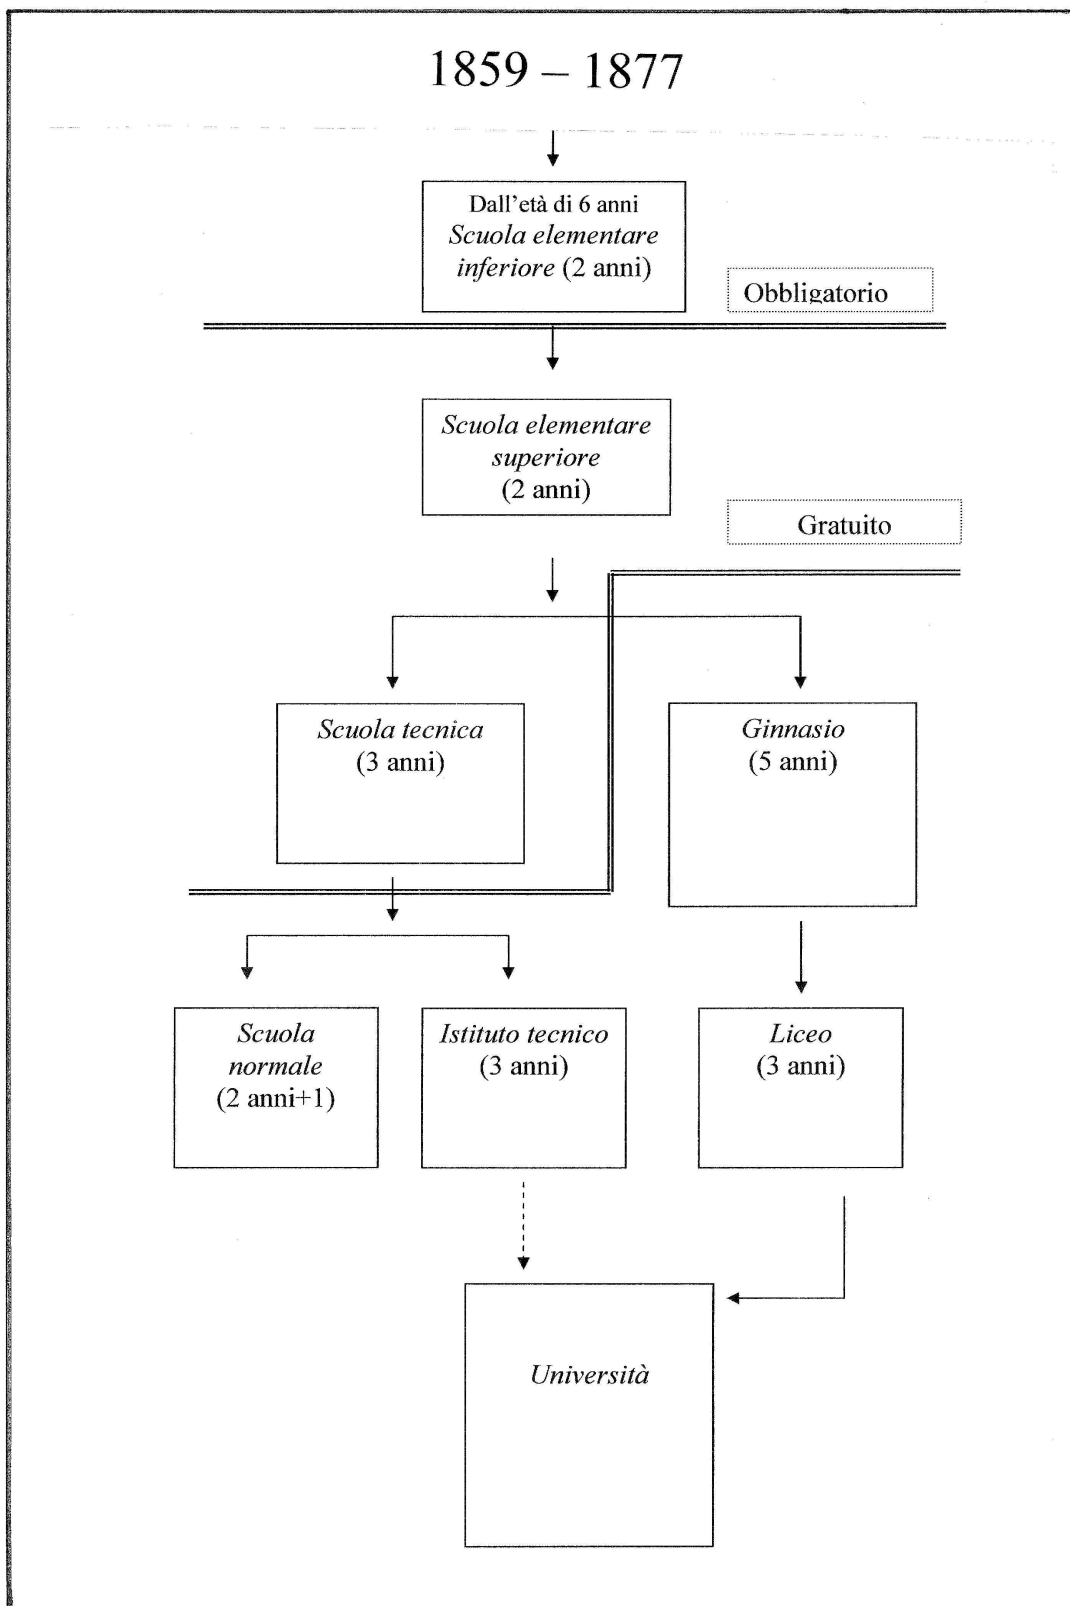 1859 – 1877
Dall'età di 6 anni
Scuola elementare
inferiore (2 anni)
Obbligatorio
Scuola elementare
superiore
(2 anni)
Gratuito
Scuola tecnica
(3 anni)
Ginnasio
(5 anni)
Scuola
normale
(2 anni+1)
Istituto tecnico
(3 anni)
Liceo
(3 anni)
Università